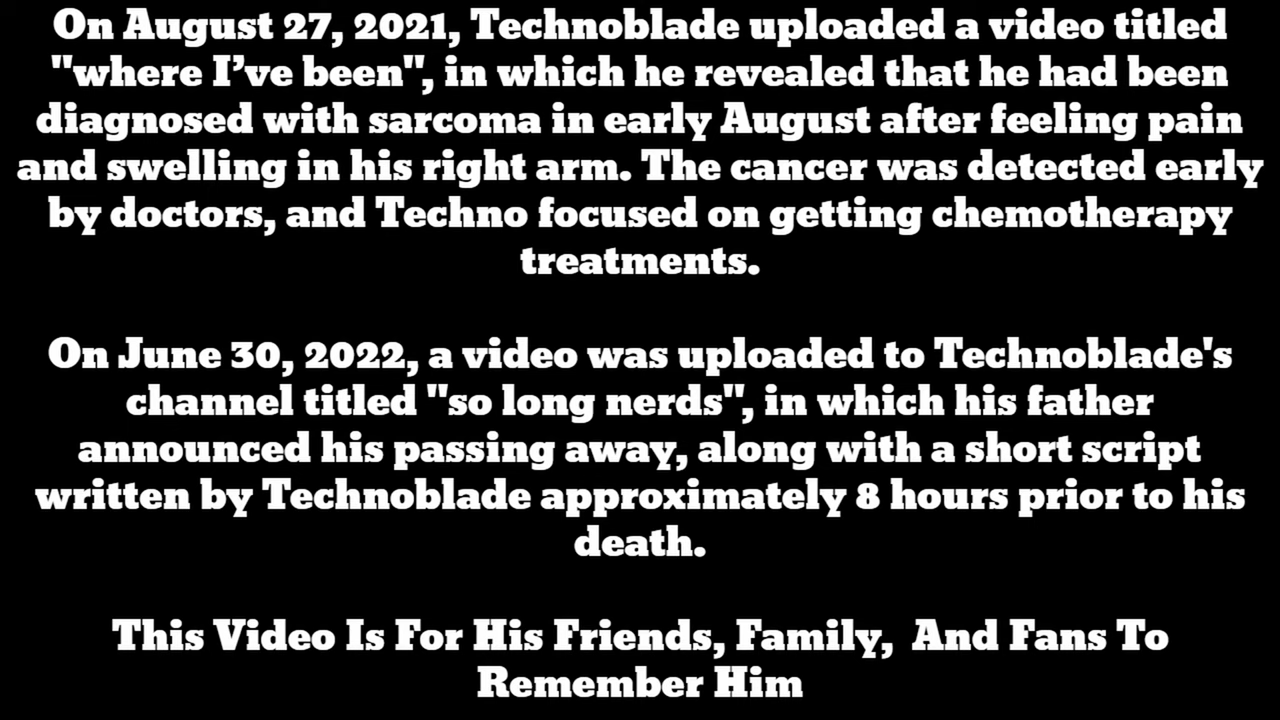 On August 27, 2021, Technoblade uploaded a video titled
"where I’ve been", in which he revealed that he had been
diagnosed with sarcoma in early August after feeling pain
and swelling in his right arm. The cancer was detected early
by doctors, and Techno focused on getting chemotherapy
treatments.
On June 30, 2022, a video was uploaded to Technoblade's
channel titled "so long nerds", in which his father
announced his passing away, along with a short script
written by Technoblade approximately 8 hours prior to his
death.
This Video Is For His Friends, Family,  And Fans To
Remember Him